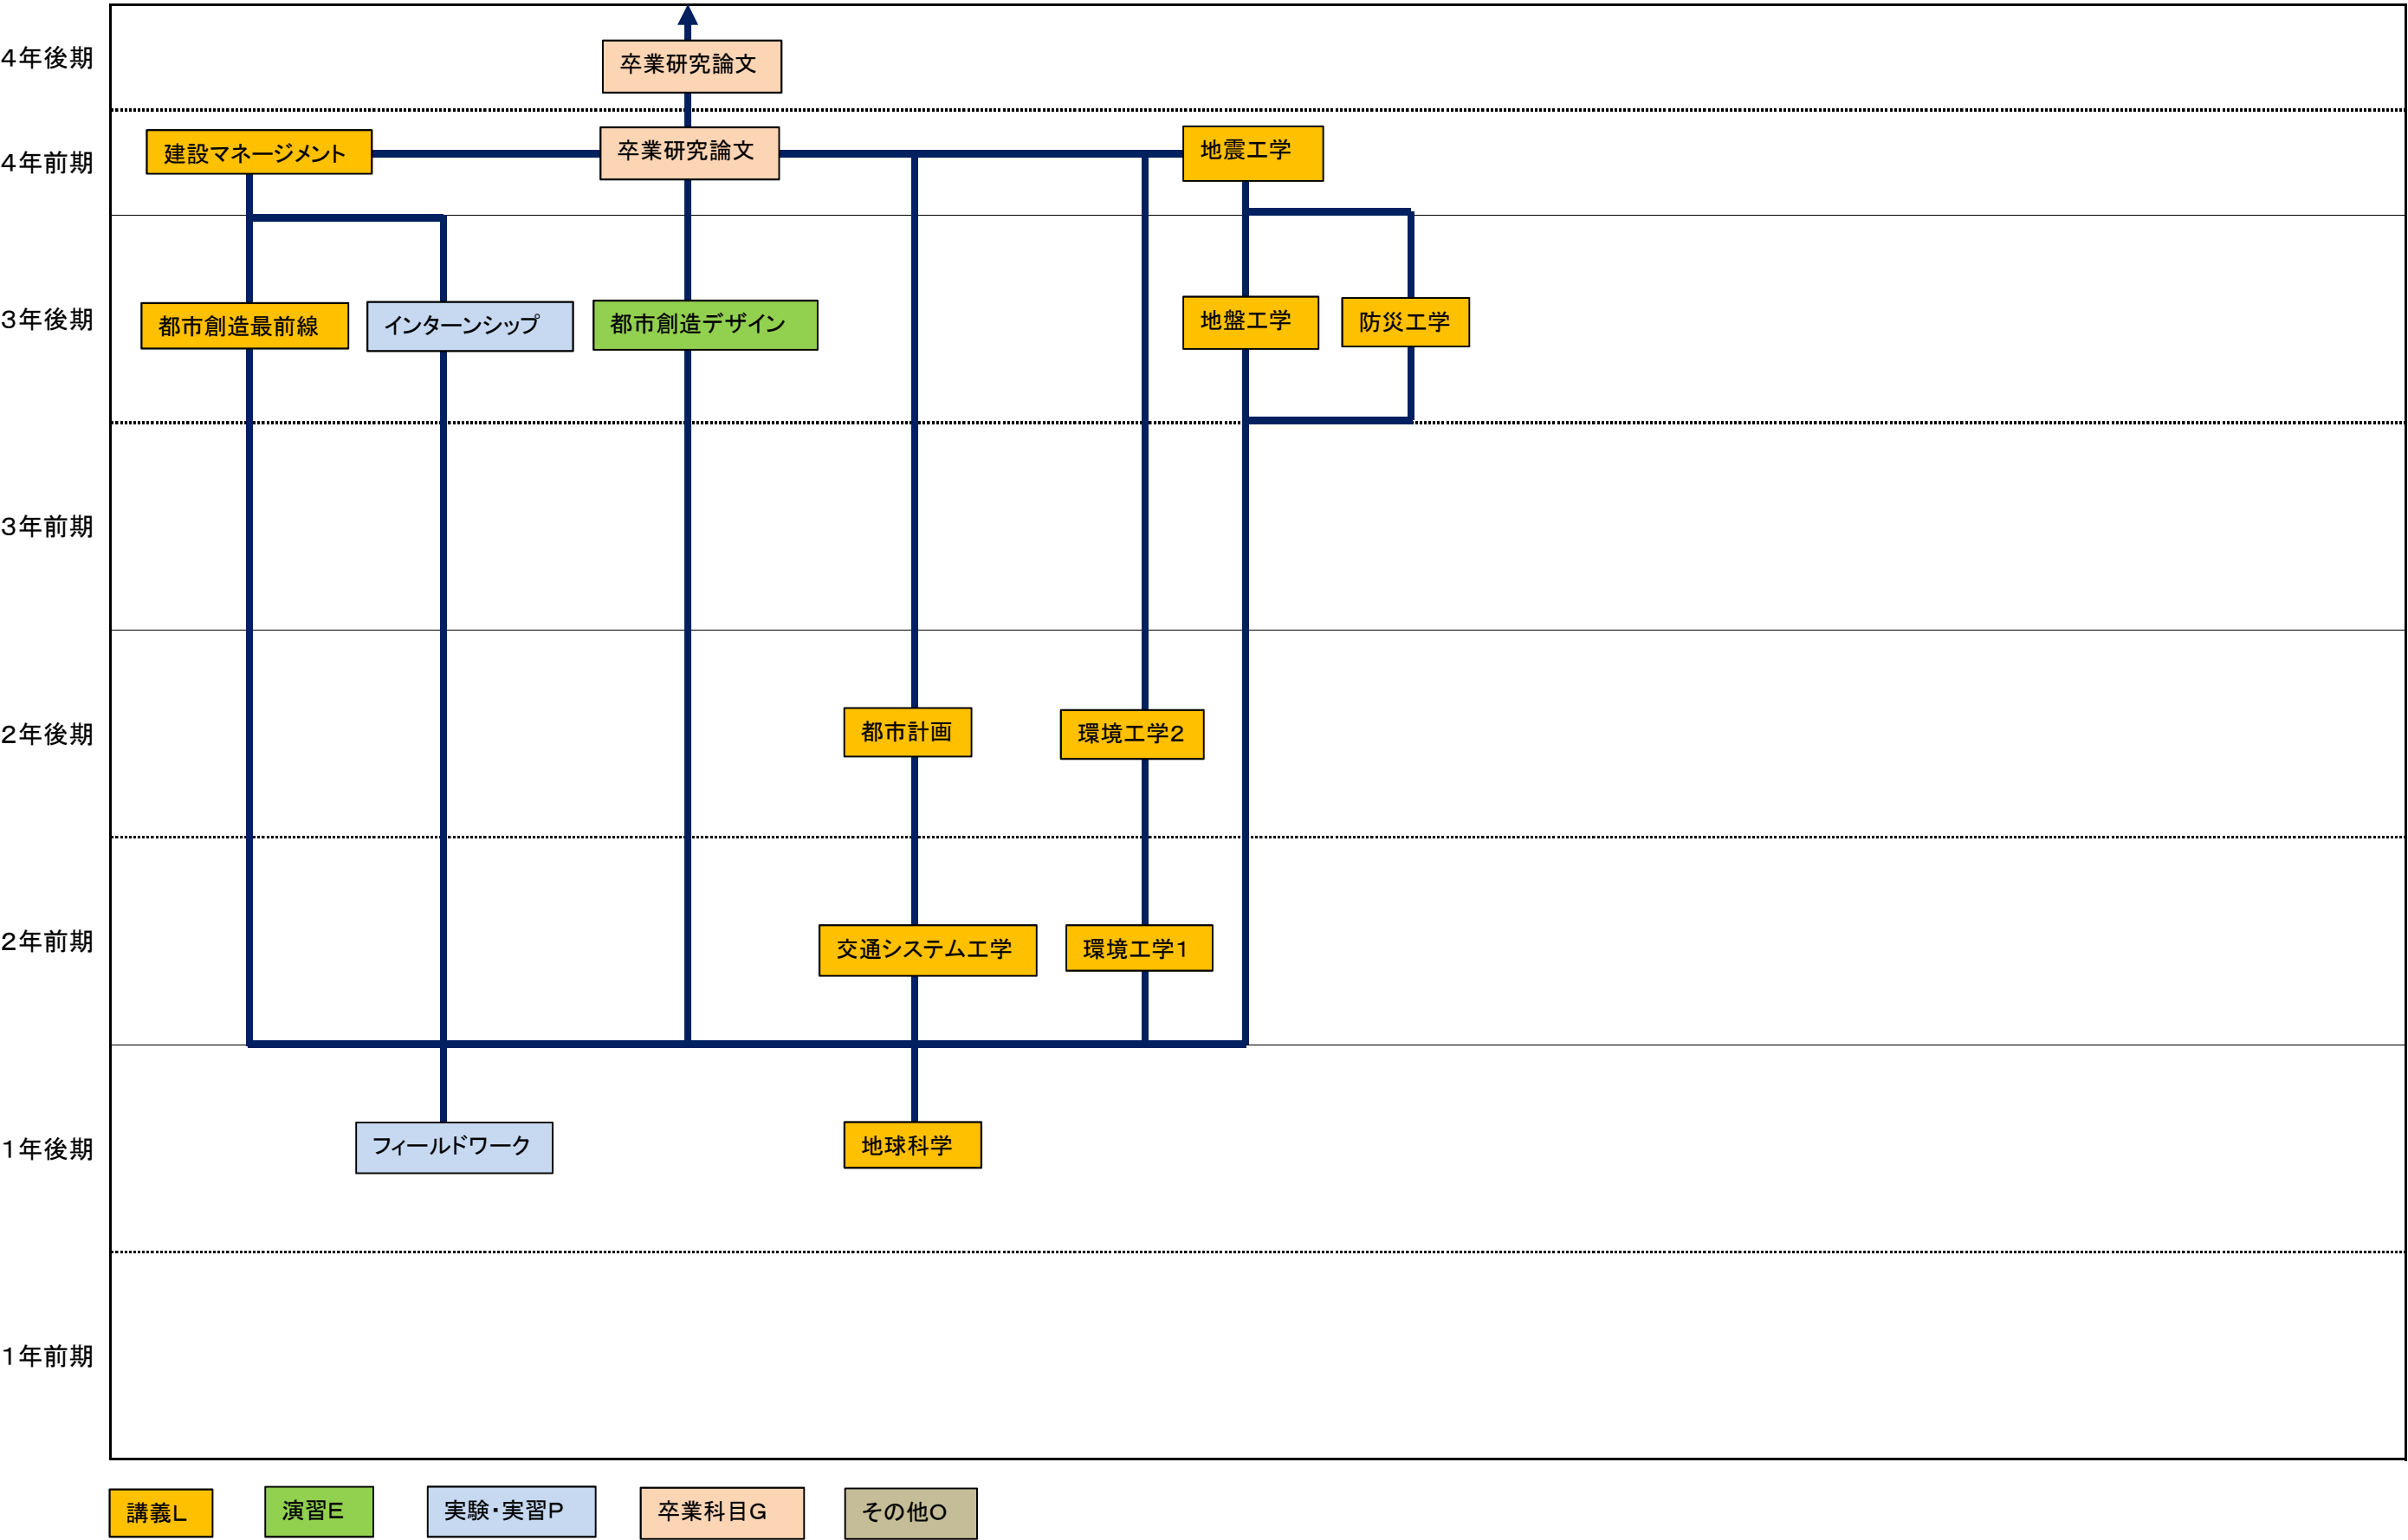 ４年後期
卒業研究論文
４年前期
建設マネージメント
卒業研究論文
地震工学
３年後期
都市創造最前線
インターンシップ
都市創造デザイン
地盤工学
防災工学
３年前期
２年後期
都市計画
環境工学２
２年前期
交通システム工学
環境工学１
１年後期
フィールドワーク
地球科学
１年前期
講義Ｌ
演習Ｅ
実験・実習Ｐ
卒業科目Ｇ
その他Ｏ